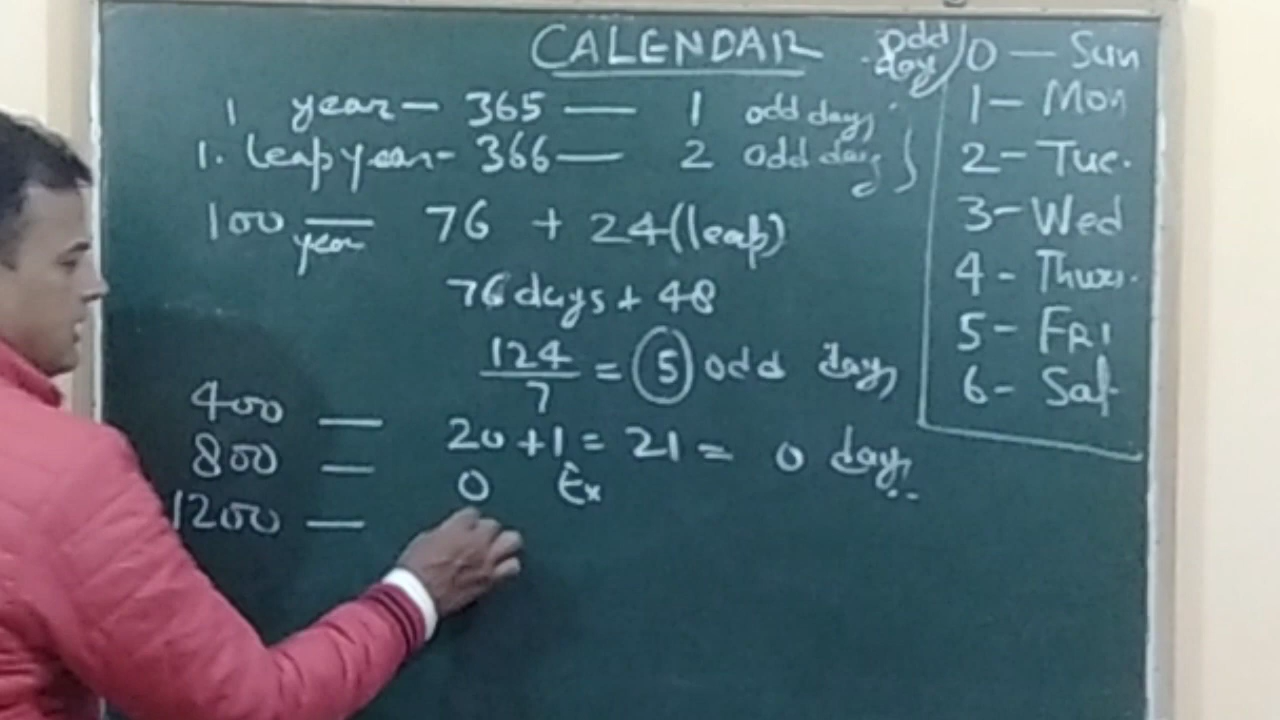 CALENDAR
odd day / 0 — Sun
1 year — 365 — 1 odd day,
1 — Mon
1. leap year - 366 — 2 odd days }
2 - Tue.
100 year — 76 + 24 (leap)
3 - Wed
76 days + 48
4 - Thurs.
124/7 = 5 odd day,
5 - FRI
6 - Sat
400 — 20 + 1 = 21 = 0 day,
800 — 0 Ex
1200 —